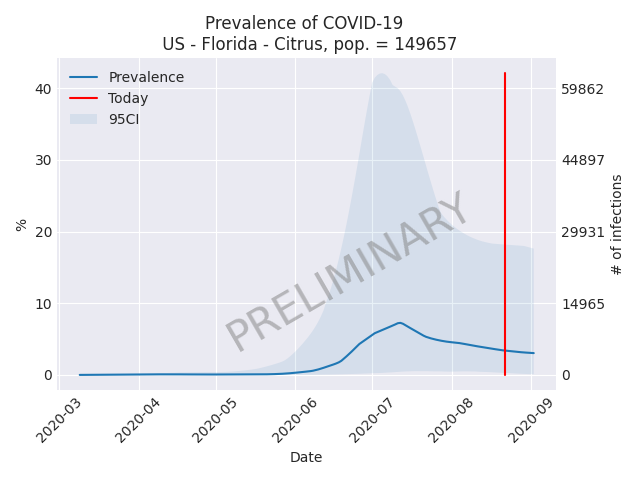 Prevalence of COVID-19
US - Florida - Citrus, pop. = 149657
Prevalence
Today
95CI
PRELIMINARY
%
40
30
20
10
0
# of infections
59862
44897
29931
14965
0
2020-03
2020-04
2020-05
2020-06
2020-07
2020-08
2020-09
Date